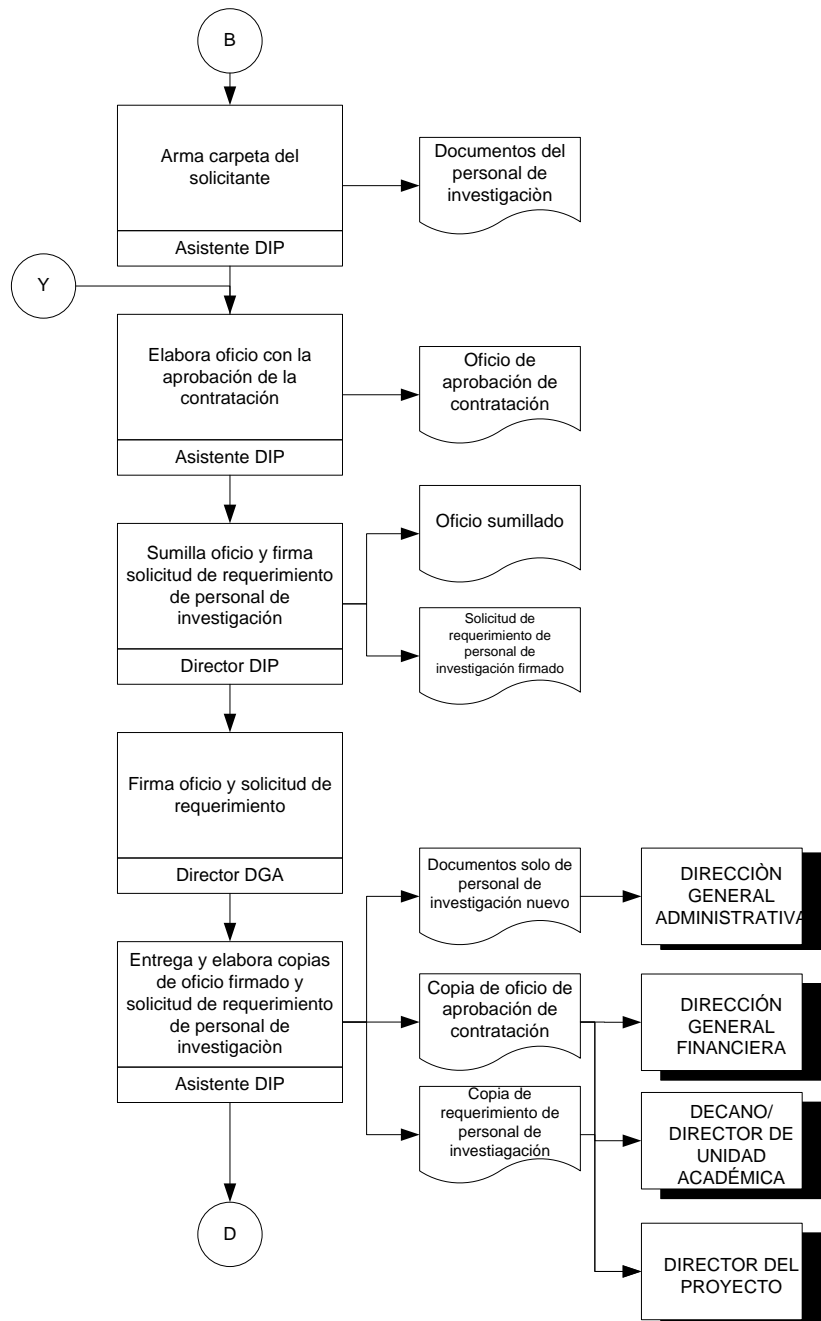 B
Arma carpeta del
solicitante
Asistente DIP
Documentos del
personal de
investigaciòn
Y
Elabora oficio con la
aprobación de la
contratación
Asistente DIP
Oficio de
aprobación de
contratación
Sumilla oficio y firma
solicitud de requerimiento
de personal de
investigación
Director DIP
Oficio sumillado
Solicitud de
requerimiento de
personal de
investigación firmado
Firma oficio y solicitud de
requerimiento
Director DGA
Entrega y elabora copias
de oficio firmado y
solicitud de requerimiento
de personal de
investigaciòn
Asistente DIP
Documentos solo de
personal de
investigación nuevo
DIRECCIÒN
GENERAL
ADMINISTRATIVA
Copia de oficio de
aprobación de
contratación
DIRECCIÓN
GENERAL
FINANCIERA
Copia de
requerimiento de
personal de
investiagación
DECANO/
DIRECTOR DE
UNIDAD
ACADÉMICA
DIRECTOR DEL
PROYECTO
D